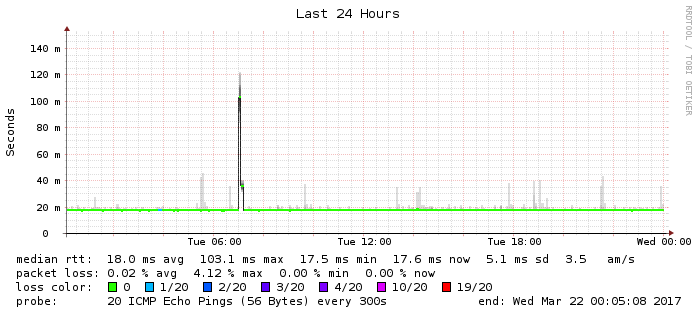 Last 24 Hours
RRDTOOL / TOBI OETIKER
Seconds
140 m
120 m
100 m
80 m
60 m
40 m
20 m
0
Tue 06:00 Tue 12:00 Tue 18:00 Wed 00:00
median rtt: 18.0 ms avg 103.1 ms max 17.5 ms min 17.6 ms now 5.1 ms sd 3.5 am/s
packet loss: 0.02 % avg 4.12 % max 0.00 % min 0.00 % now
loss color: 0 1/20 2/20 3/20 4/20 10/20 19/20
probe: 20 ICMP Echo Pings (56 Bytes) every 300s end: Wed Mar 22 00:05:08 2017